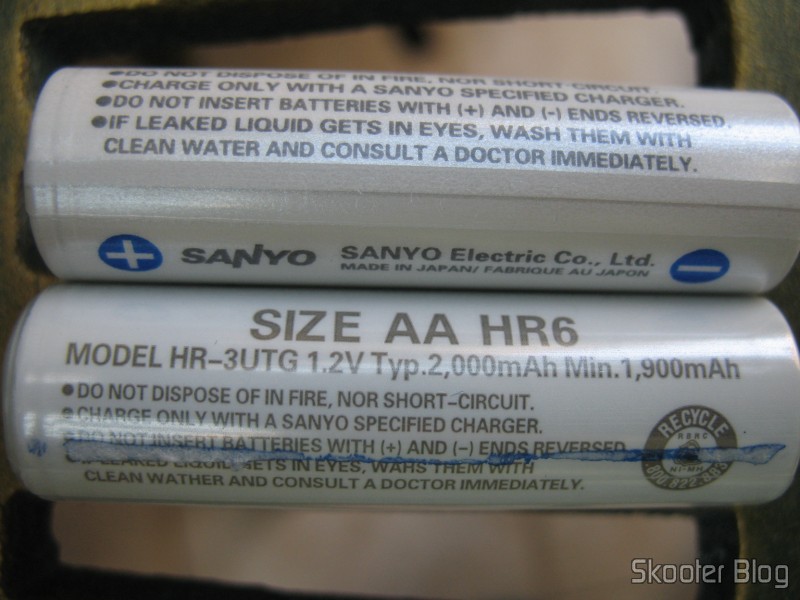 ●DO NOT DISPOSE OF IN FIRE, NOR SHORT-CIRCUIT.
●CHARGE ONLY WITH A SANYO SPECIFIED CHARGER.
●DO NOT INSERT BATTERIES WITH (+) AND (-) ENDS REVERSED.
●IF LEAKED LIQUID GETS IN EYES, WASH THEM WITH
CLEAN WATER AND CONSULT A DOCTOR IMMEDIATELY.
+ SANYO SANYO Electric Co., Ltd. −
MADE IN JAPAN/ FABRIQUE AU JAPON
SIZE AA HR6
MODEL HR-3UTG 1.2V Typ.2,000mAh Min.1,900mAh
●DO NOT DISPOSE OF IN FIRE, NOR SHORT-CIRCUIT.
●CHARGE ONLY WITH A SANYO SPECIFIED CHARGER.
●DO NOT INSERT BATTERIES WITH (+) AND (-) ENDS REVERSED
IF LEAKED LIQUID GETS IN EYES, WAHS THEM WITH
CLEAN WATHER AND CONSULT A DOCTOR IMMEDIATELY.
RECYCLE
RBRC
NI-MH
Skooter Blog